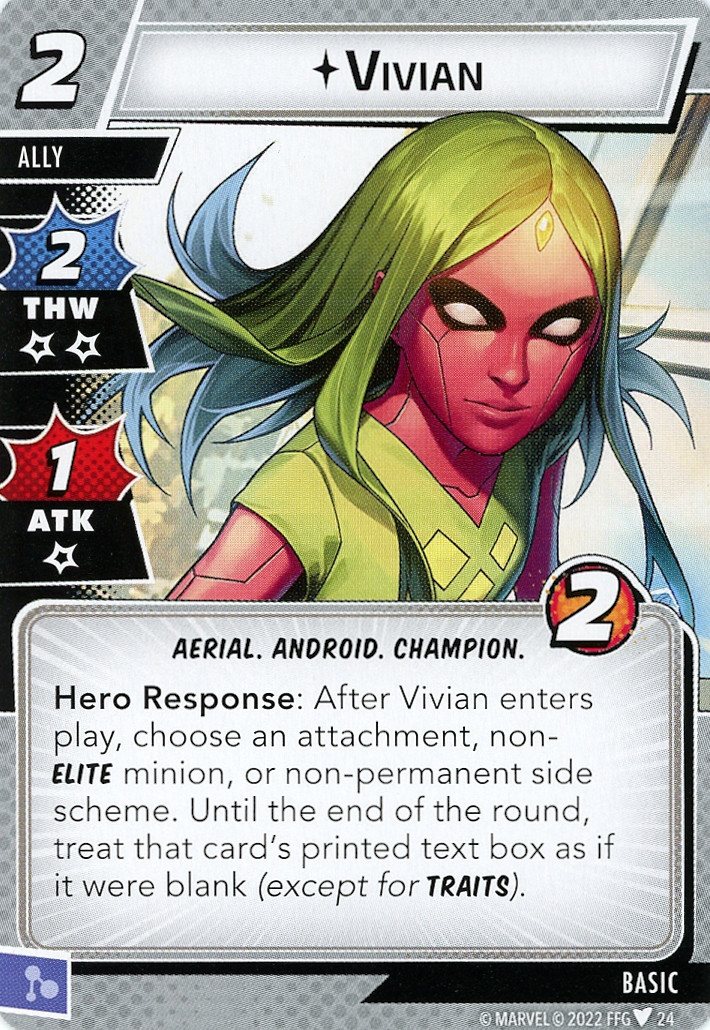 2
VIVIAN
ALLY
2
THW
1
ATK
2
AERIAL. ANDROID. CHAMPION.
Hero Response: After Vivian enters
play, choose an attachment, non-
ELITE minion, or non-permanent side
scheme. Until the end of the round,
treat that card's printed text box as if
it were blank (except for TRAITS).
BASIC
© MARVEL © 2022 FFG 24